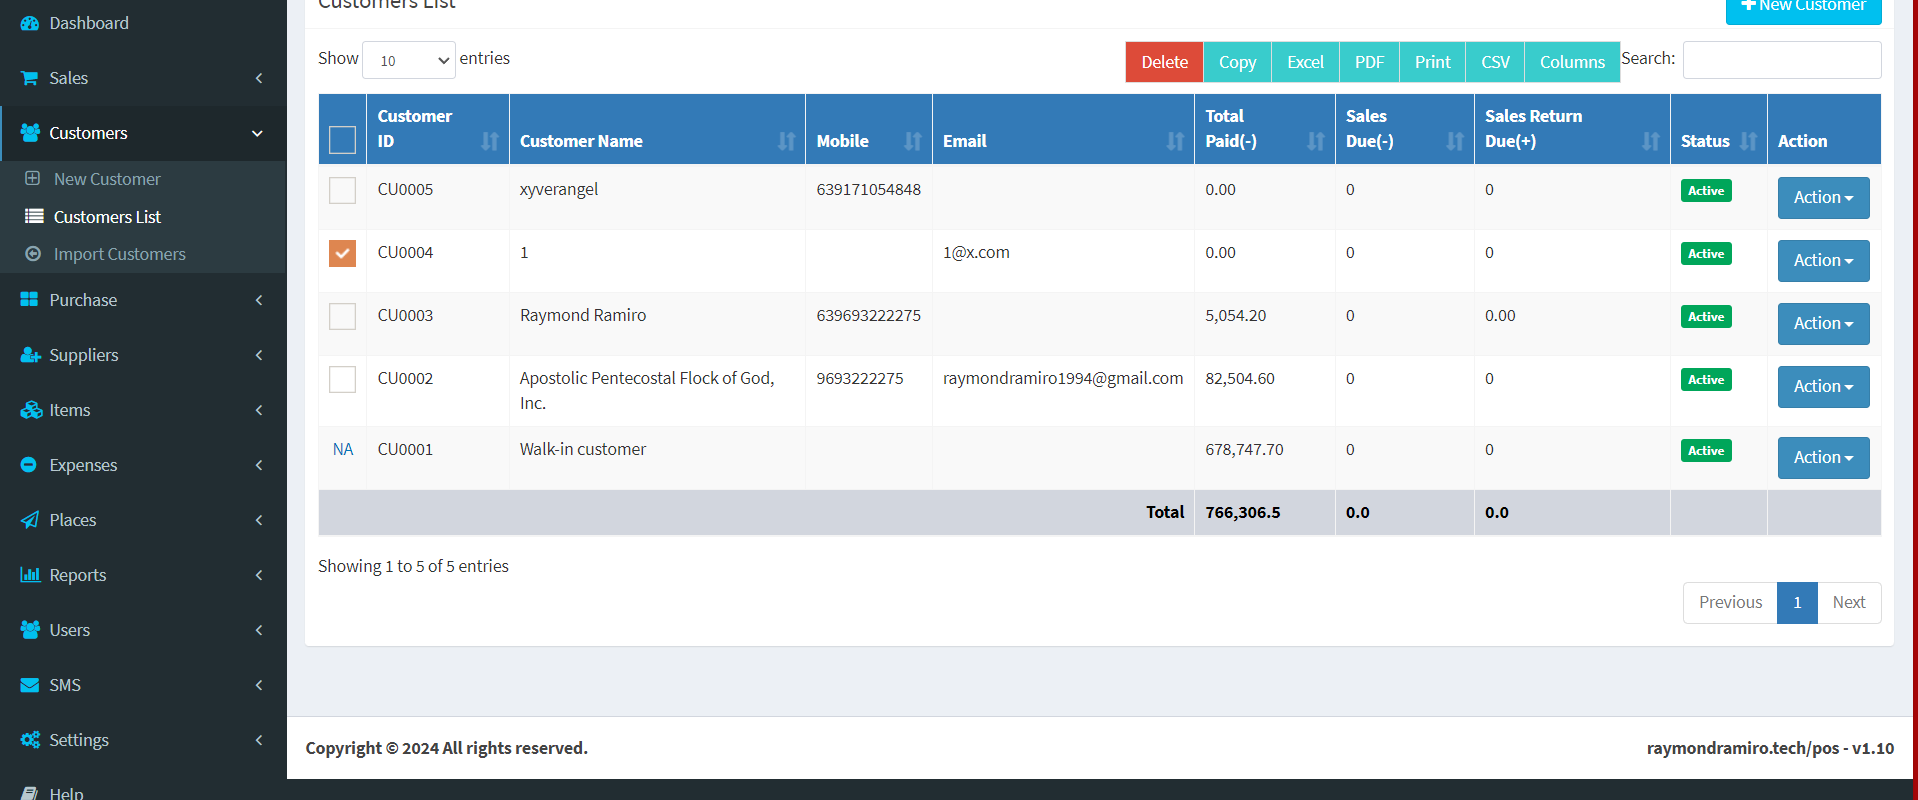 Dashboard
Sales
Customers
New Customer
Customers List
Import Customers
Purchase
Suppliers
Items
Expenses
Places
Reports
Users
SMS
Settings
Help
Customers List
New Customer
Show 10 entries
Delete Copy Excel PDF Print CSV Columns Search:
Customer ID Customer Name Mobile Email Total Paid(-) Sales Due(-) Sales Return Due(+) Status Action
CU0005 xyverangel 639171054848 0.00 0 0 Active Action
CU0004 1 1@x.com 0.00 0 0 Active Action
CU0003 Raymond Ramiro 639693222275 5,054.20 0 0.00 Active Action
CU0002 Apostolic Pentecostal Flock of God, Inc. 9693222275 raymondramiro1994@gmail.com 82,504.60 0 0 Active Action
NA CU0001 Walk-in customer 678,747.70 0 0 Active Action
Total 766,306.5 0.0 0.0
Showing 1 to 5 of 5 entries
Previous 1 Next
Copyright © 2024 All rights reserved.
raymondramiro.tech/pos - v1.10